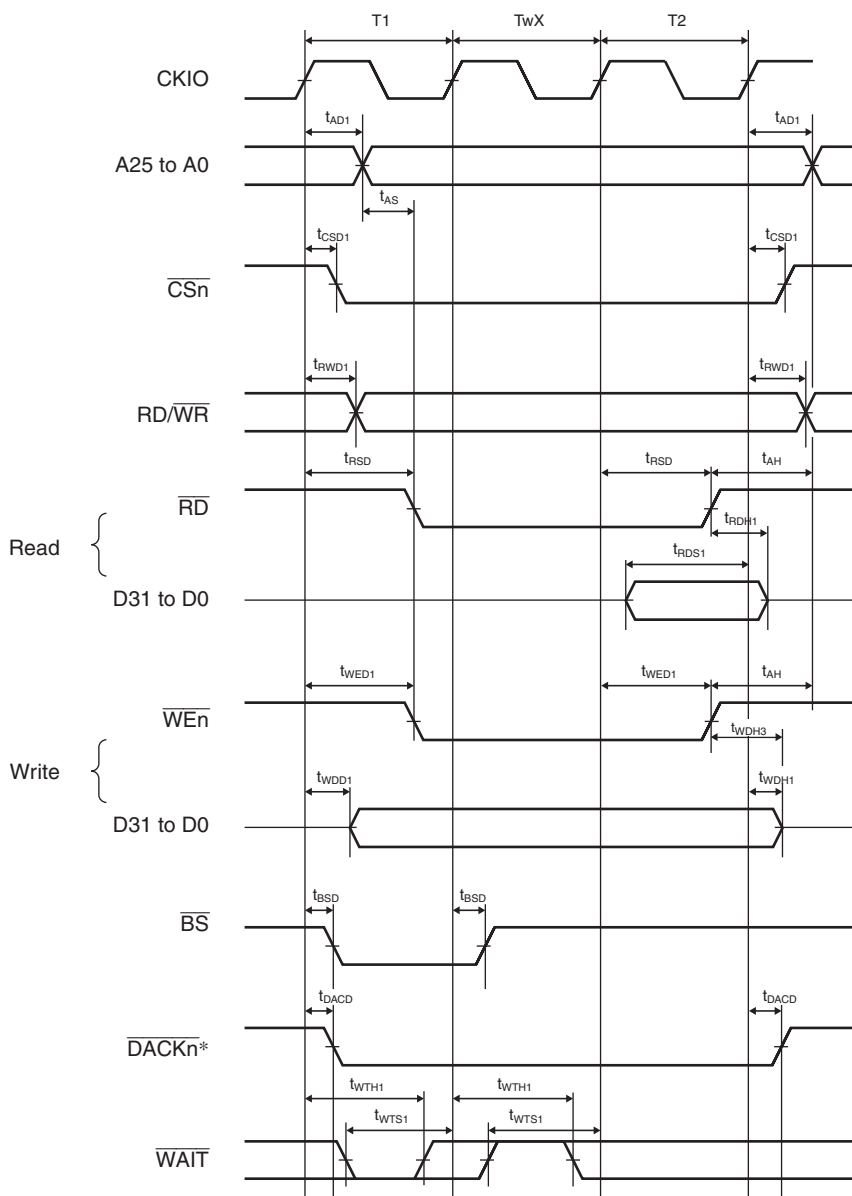 T1 TwX T2
CKIO
tAD1 tAD1
A25 to A0
tAS
tCSD1 tCSD1
CSn
tRWD1 tRWD1
RD/WR
tRSD tRSD tAH
RD
tRDH1
Read
tRDS1
D31 to D0
tWED1 tWED1 tAH
WEn
tWDH3
Write
tWDD1 tWDH1
D31 to D0
tBSD tBSD
BS
tDACD tDACD
DACKn*
tWTH1 tWTH1
tWTS1 tWTS1
WAIT